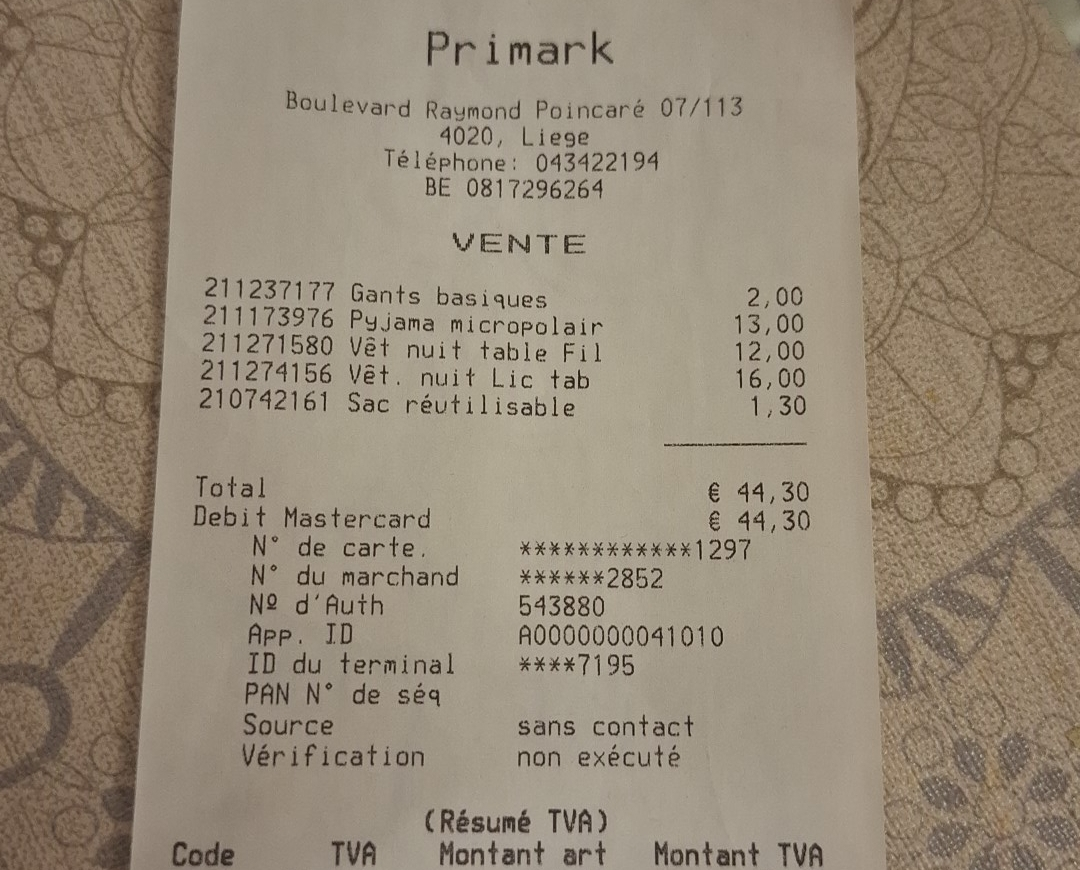 Primark
Boulevard Raymond Poincaré 07/113
4020, Liege
Téléphone: 043422194
BE 0817296264
VENTE
211237177 Gants basiques 2,00
211173976 Pyjama micropolair 13,00
211271580 Vêt nuit table Fil 12,00
211274156 Vêt. nuit Lic tab 16,00
210742161 Sac réutilisable 1,30
Total € 44,30
Debit Mastercard € 44,30
N° de carte. ************1297
N° du marchand ******2852
Nº d'Auth 543880
App. ID A0000000041010
ID du terminal ****7195
PAN N° de séq
Source sans contact
Vérification non exécuté
(Résumé TVA)
Code TVA Montant art Montant TVA